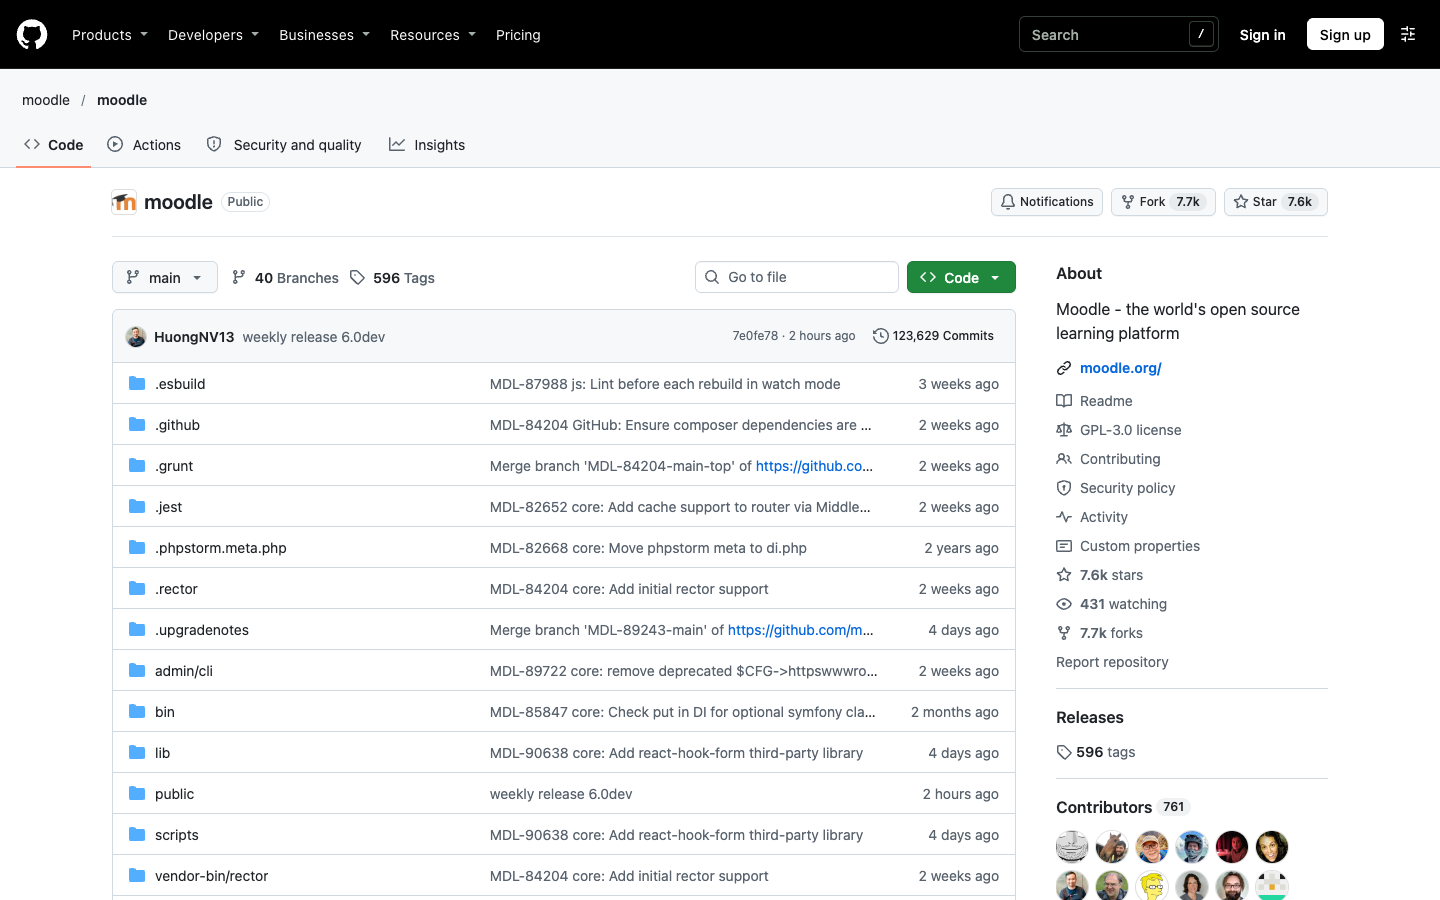 Products Developers Businesses Resources Pricing Search / Sign in Sign up
moodle / moodle
Code Actions Security and quality Insights
moodle Public Notifications Fork 7.7k Star 7.6k
main 40 Branches 596 Tags Go to file Code
HuongNV13 weekly release 6.0dev 7e0fe78 · 2 hours ago 123,629 Commits
.esbuild MDL-87988 js: Lint before each rebuild in watch mode 3 weeks ago
.github MDL-84204 GitHub: Ensure composer dependencies are ... 2 weeks ago
.grunt Merge branch 'MDL-84204-main-top' of https://github.co... 2 weeks ago
.jest MDL-82652 core: Add cache support to router via Middle... 2 weeks ago
.phpstorm.meta.php MDL-82668 core: Move phpstorm meta to di.php 2 years ago
.rector MDL-84204 core: Add initial rector support 2 weeks ago
.upgradenotes Merge branch 'MDL-89243-main' of https://github.com/m... 4 days ago
admin/cli MDL-89722 core: remove deprecated $CFG->httpswwwro... 2 weeks ago
bin MDL-85847 core: Check put in DI for optional symfony cla... 2 months ago
lib MDL-90638 core: Add react-hook-form third-party library 4 days ago
public weekly release 6.0dev 2 hours ago
scripts MDL-90638 core: Add react-hook-form third-party library 4 days ago
vendor-bin/rector MDL-84204 core: Add initial rector support 2 weeks ago
About
Moodle - the world's open source
learning platform
moodle.org/
Readme
GPL-3.0 license
Contributing
Security policy
Activity
Custom properties
7.6k stars
431 watching
7.7k forks
Report repository
Releases
596 tags
Contributors 761